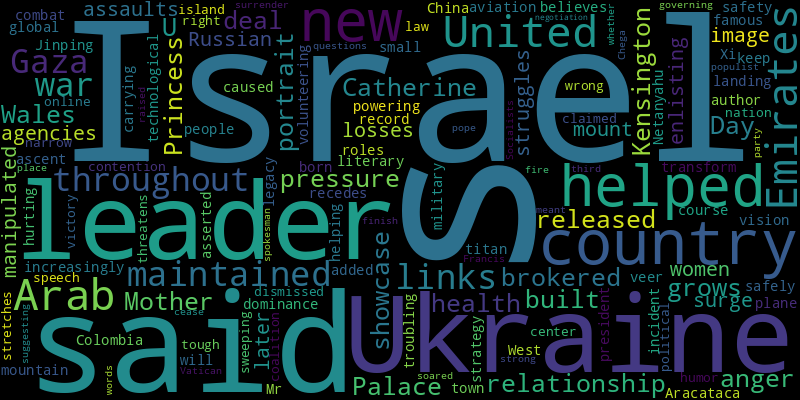 combat assaults U island right deal Russian new law China aviation believes safety
global Israel portrait small United whether famous image
Jinping Gaza war Princess technological carrying volunteering questions negotiation struggles Kensington Netanyahu enlisting Xi keep landing governing populist Chega Emirates
online caused Catherine wrong author nation
Wales people powering record losses claimed mount Day
agencies raised roles Socialists pope party
narrow ascent contention born literary fire third transform
place throughout legacy pressure recedes military S helped
manipulated hurting victory leader threatens asserted spokesman helping released meant course vision
increasingly maintained added showcase titan Francis finish country women veer
speech Arab Mother dismissed dominance links brokered grows safely
stretches suggesting said cease sweeping later coalition health built surge plane
Colombia tough will troubling Ukraine strategy center incident political president
mountain words Vatican Mr Palace soared strong West town relationship humor anger
Aracataca surrender